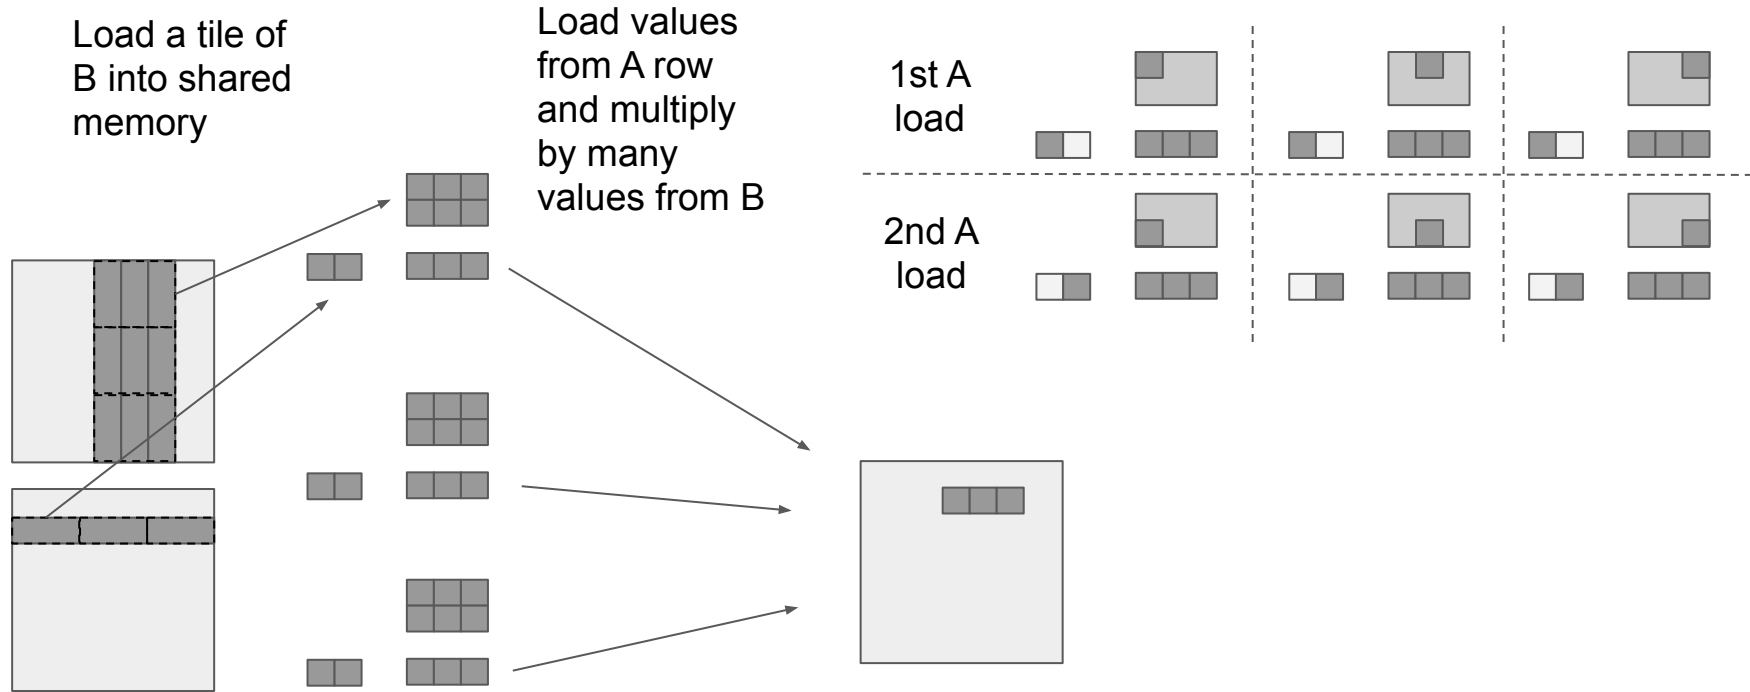 Load a tile of
B into shared
memory
Load values
from A row
and multiply
by many
values from B
1st A
load
2nd A
load